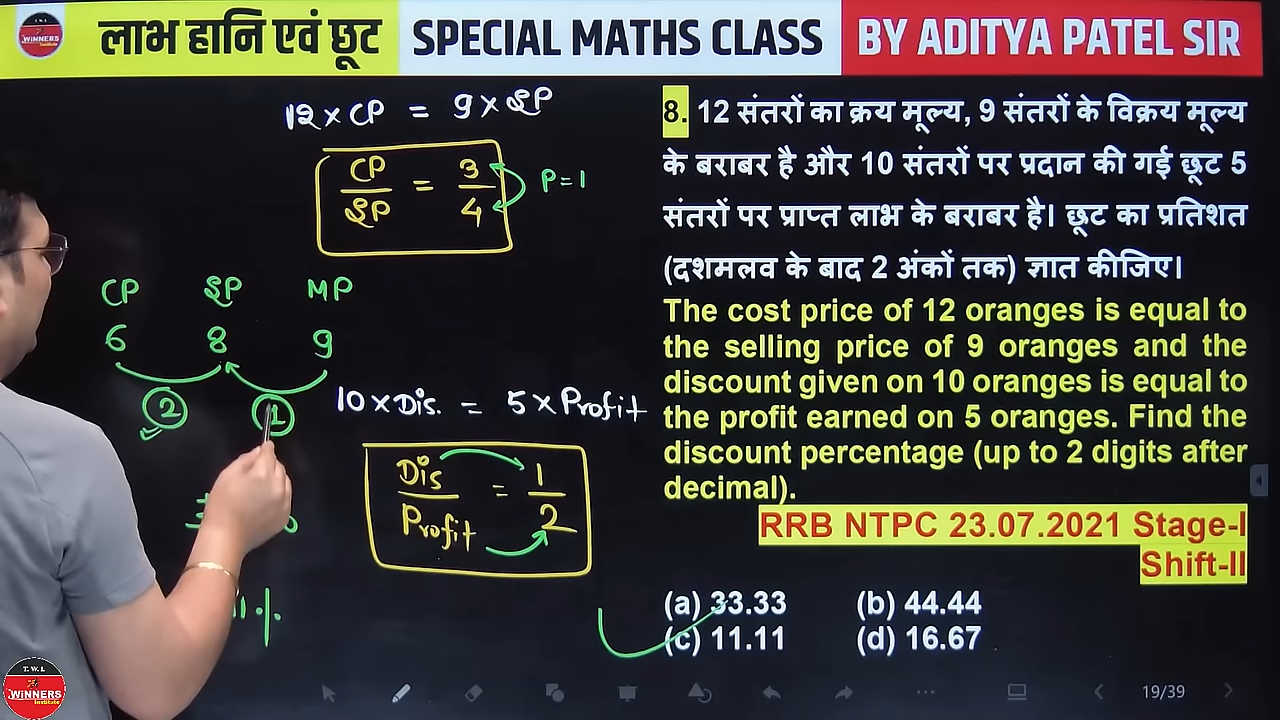 लाभ हानि एवं छूट SPECIAL MATHS CLASS BY ADITYA PATEL SIR
WiNNERS
Institute
12 × CP = 9 × SP
CP/SP = 3/4
P = 1
CP SP MP
6 8 9
2 1
10 × Dis. = 5 × Profit
Dis/Profit = 1/2
11%
8. 12 संतरों का क्रय मूल्य, 9 संतरों के विक्रय मूल्य
के बराबर है और 10 संतरों पर प्रदान की गई छूट 5
संतरों पर प्राप्त लाभ के बराबर है। छूट का प्रतिशत
(दशमलव के बाद 2 अंकों तक) ज्ञात कीजिए।
The cost price of 12 oranges is equal to
the selling price of 9 oranges and the
discount given on 10 oranges is equal to
the profit earned on 5 oranges. Find the
discount percentage (up to 2 digits after
decimal).
RRB NTPC 23.07.2021 Stage-I
Shift-II
(a) 33.33 (b) 44.44
(c) 11.11 (d) 16.67
19/39
T.W.I.
WiNNERS
Institute